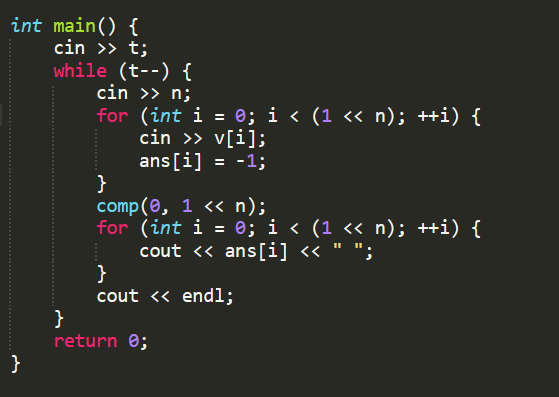 int main() {
    cin >> t;
    while (t--) {
        cin >> n;
        for (int i = 0; i < (1 << n); ++i) {
            cin >> v[i];
            ans[i] = -1;
        }
        comp(0, 1 << n);
        for (int i = 0; i < (1 << n); ++i) {
            cout << ans[i] << " ";
        }
        cout << endl;
    }
    return 0;
}